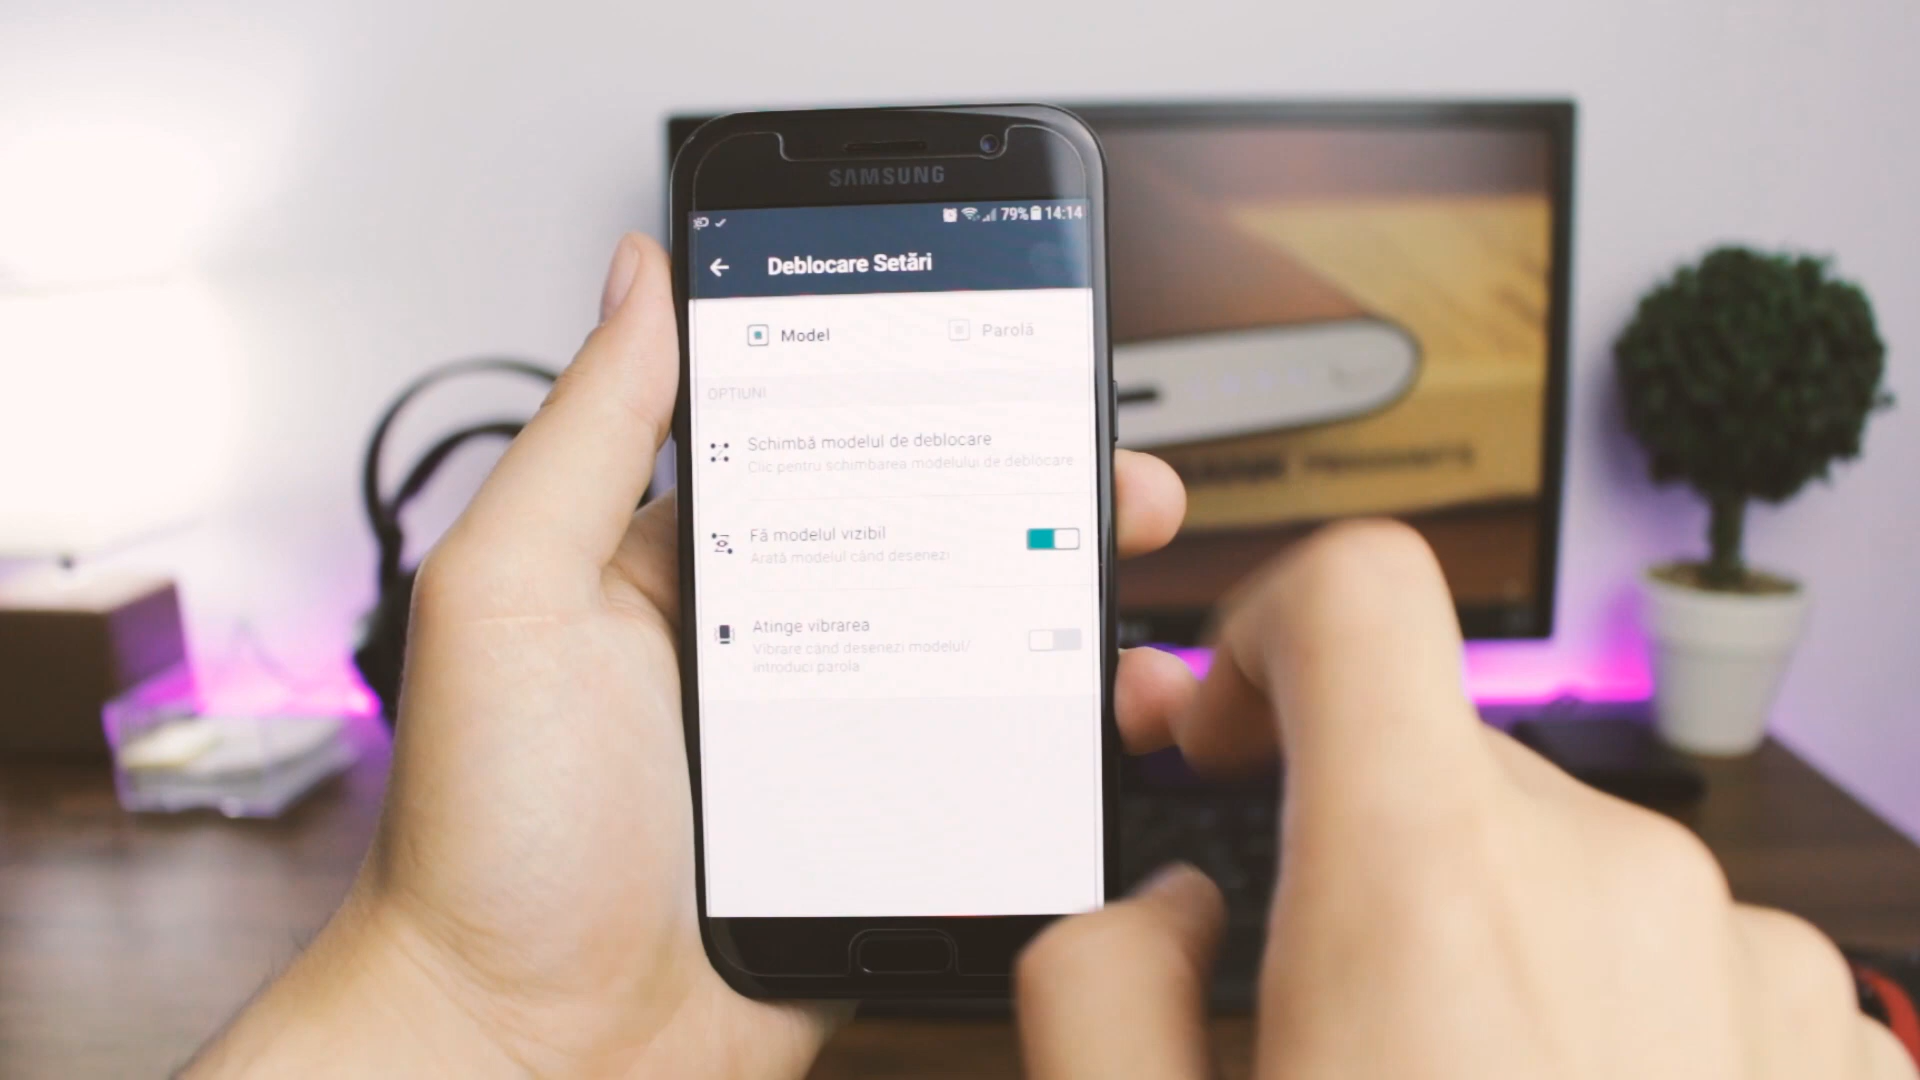 SAMSUNG
79% 14:14
Deblocare Setări
Model
Parolă
OPTIUNI
Schimbă modelul de deblocare
Clic pentru schimbarea modelului de deblocare
Fă modelul vizibil
Arată modelul când desenezi
Atinge vibrarea
Vibrare când desenezi modelul/
introduci parola